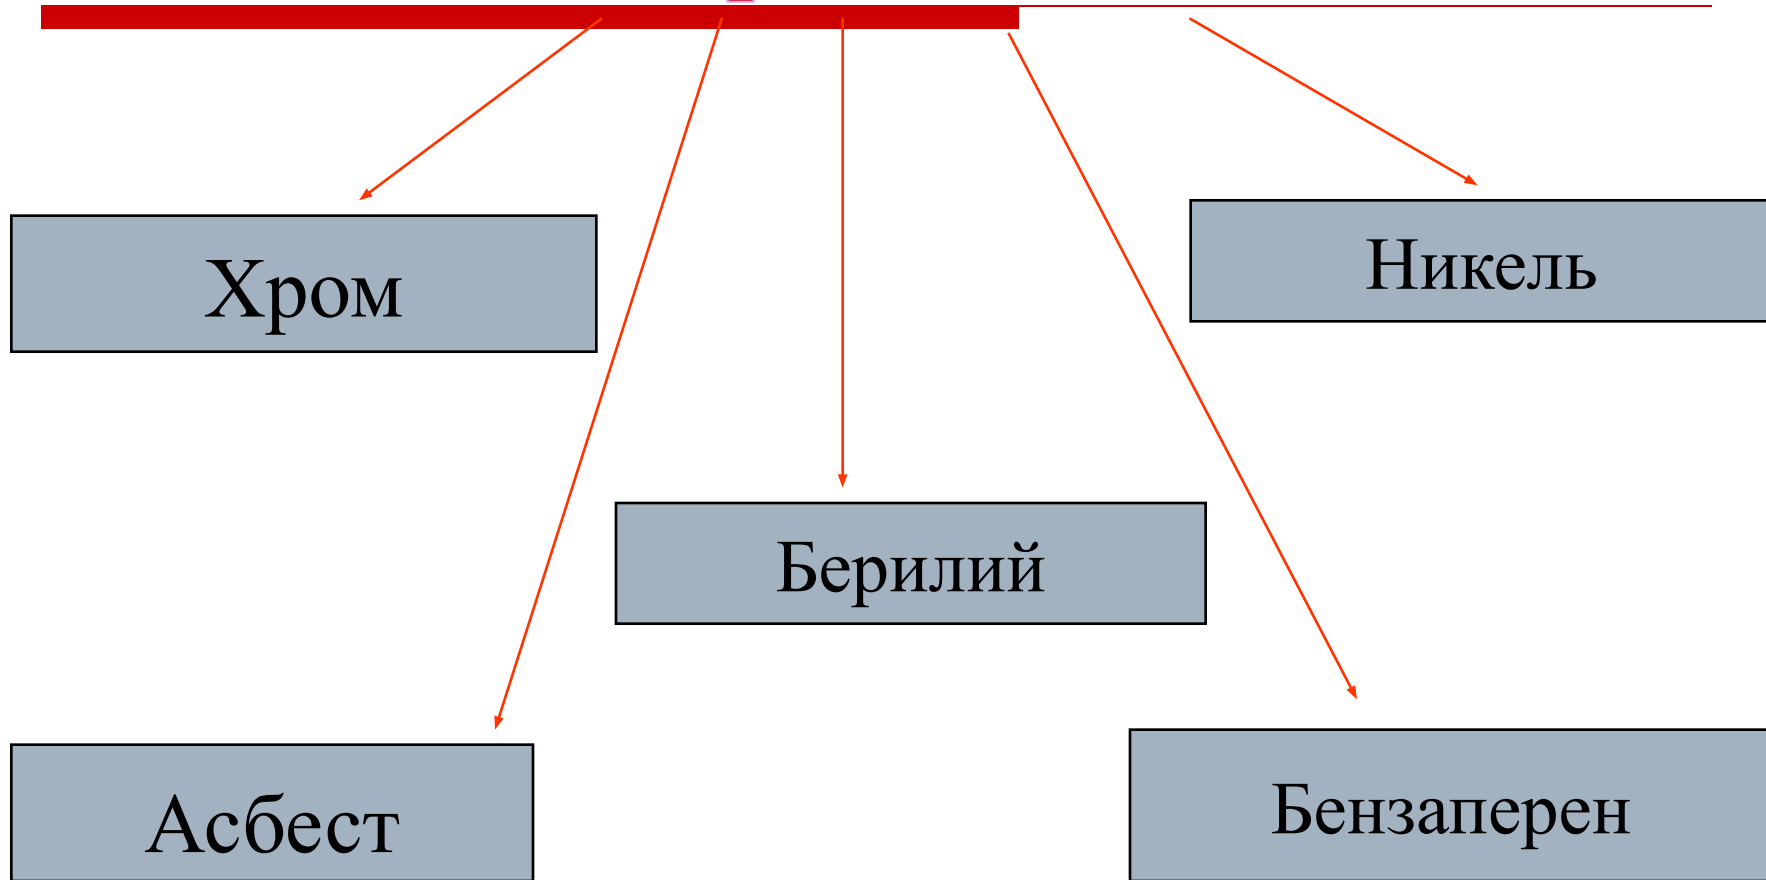 Хром
Никель
Берилий
Асбест
Бензаперен